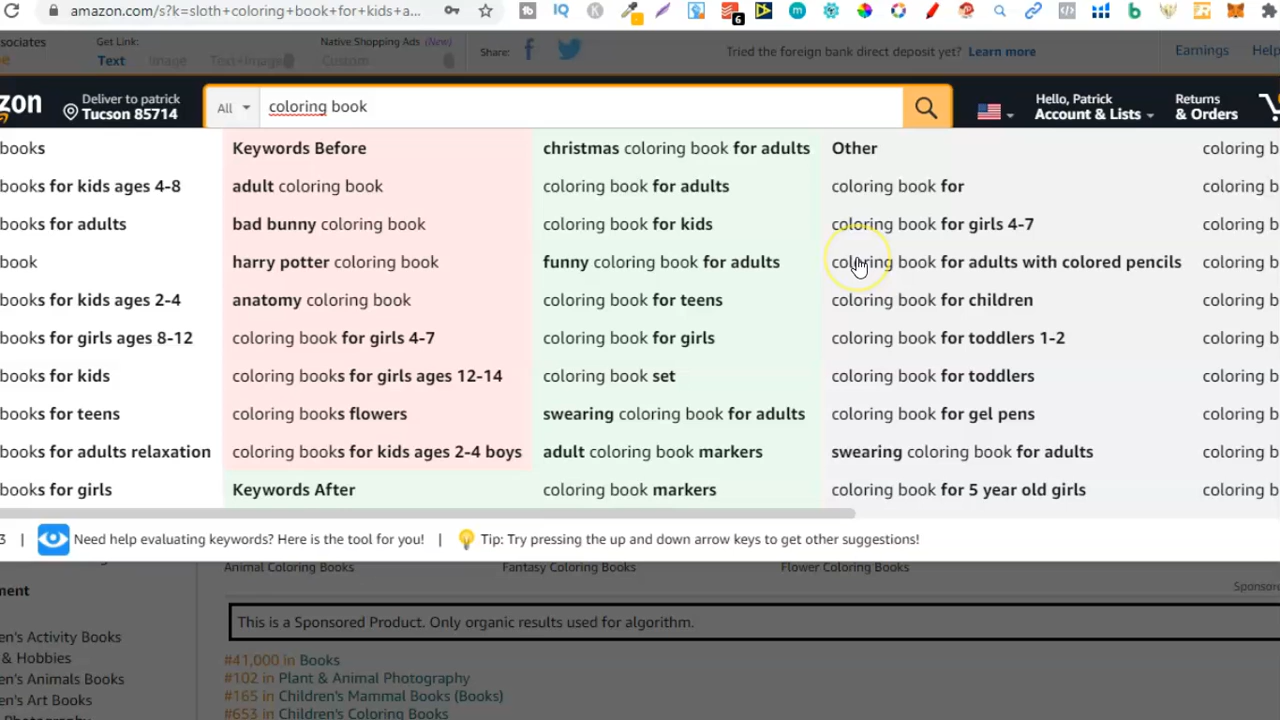 amazon.com/s?k=sloth+coloring+book+for+kids+a...
6
sociates
Get Link:
Text
Image
Text+Image
Native Shopping Ads (New)
Custom
Share:
Tried the foreign bank direct deposit yet? Learn more
Earnings
Help
zon
Deliver to patrick
Tucson 85714
All
coloring book
Hello, Patrick
Account & Lists
Returns
& Orders
books
books for kids ages 4-8
books for adults
book
books for kids ages 2-4
books for girls ages 8-12
books for kids
books for teens
books for adults relaxation
books for girls
Keywords Before
adult coloring book
bad bunny coloring book
harry potter coloring book
anatomy coloring book
coloring book for girls 4-7
coloring books for girls ages 12-14
coloring books flowers
coloring books for kids ages 2-4 boys
Keywords After
christmas coloring book for adults
coloring book for adults
coloring book for kids
funny coloring book for adults
coloring book for teens
coloring book for girls
coloring book set
swearing coloring book for adults
adult coloring book markers
coloring book markers
Other
coloring book for
coloring book for girls 4-7
coloring book for adults with colored pencils
coloring book for children
coloring book for toddlers 1-2
coloring book for toddlers
coloring book for gel pens
swearing coloring book for adults
coloring book for 5 year old girls
coloring b
coloring b
coloring b
coloring b
coloring b
coloring b
coloring b
coloring b
coloring b
coloring b
3 | Need help evaluating keywords? Here is the tool for you! | Tip: Try pressing the up and down arrow keys to get other suggestions!
Animal Coloring Books
Fantasy Coloring Books
Flower Coloring Books
ment
Sponsore
This is a Sponsored Product. Only organic results used for algorithm.
en's Activity Books
& Hobbies
en's Animals Books
en's Art Books
#41,000 in Books
#102 in Plant & Animal Photography
#165 in Children's Mammal Books (Books)
#653 in Children's Coloring Books